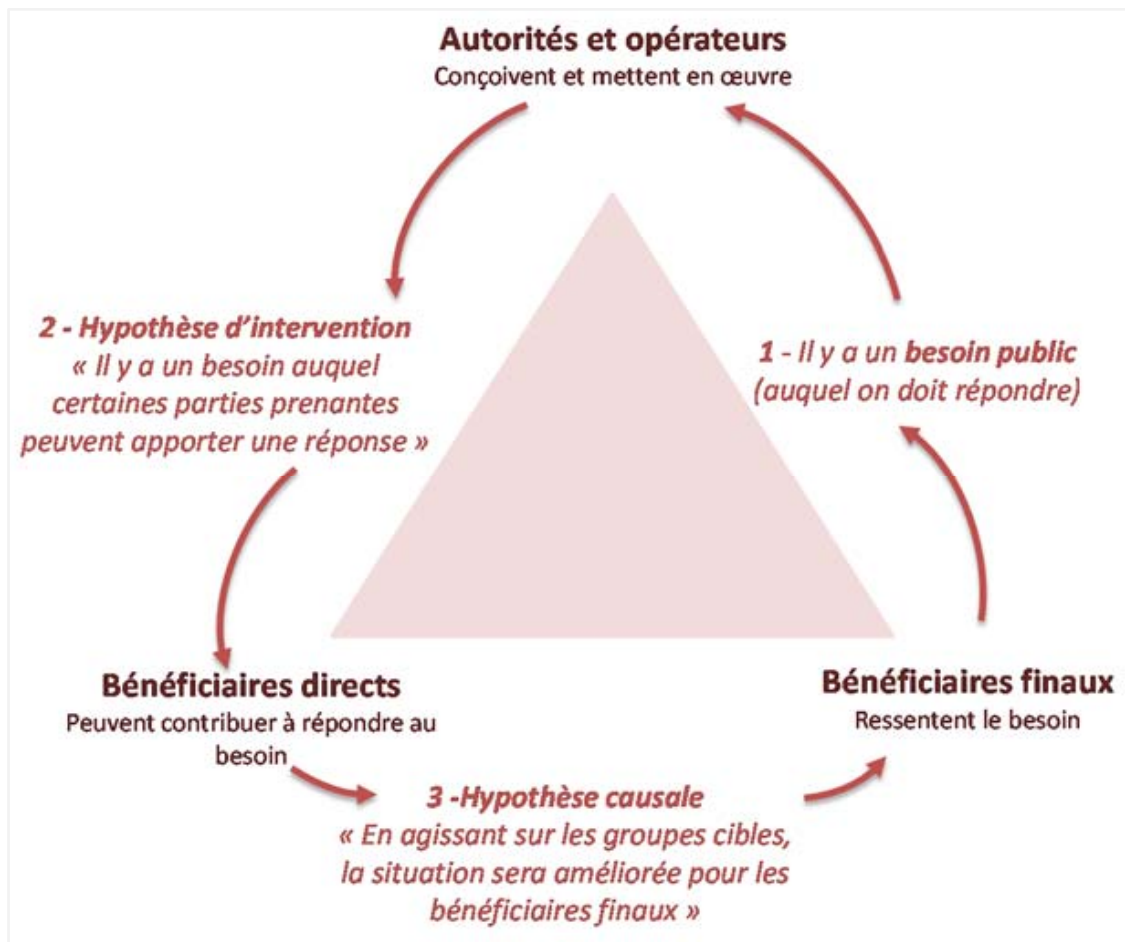 Autorités et opérateurs
Conçoivent et mettent en œuvre
2 - Hypothèse d'intervention
« Il y a un besoin auquel
certaines parties prenantes
peuvent apporter une réponse »
1 - Il y a un besoin public
(auquel on doit répondre)
Bénéficiaires directs
Peuvent contribuer à répondre au
besoin
Bénéficiaires finaux
Ressentent le besoin
3 -Hypothèse causale
« En agissant sur les groupes cibles,
la situation sera améliorée pour les
bénéficiaires finaux »